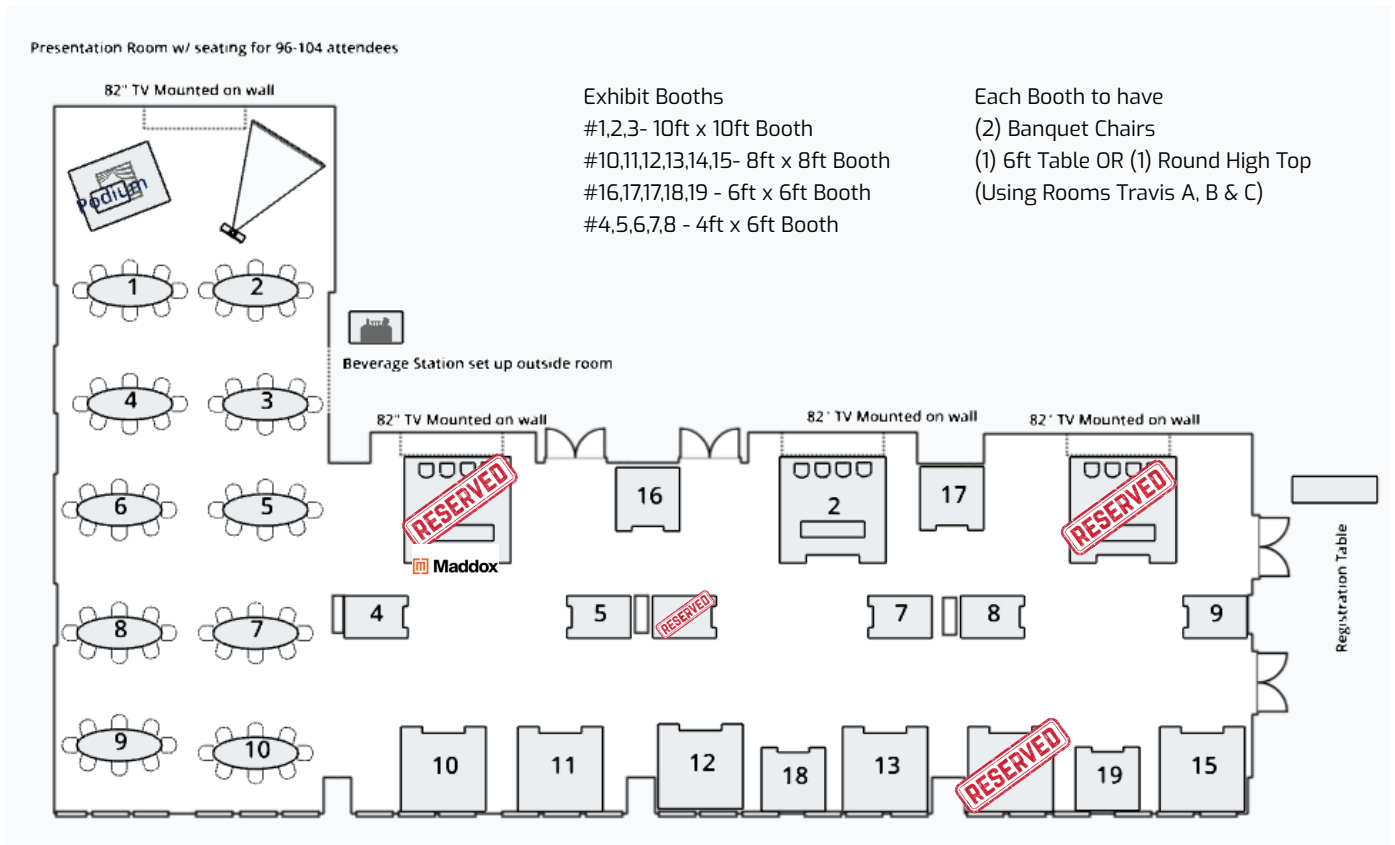 Presentation Room w/ seating for 96-104 attendees
82" TV Mounted on wall
Exhibit Booths
#1,2,3- 10ft x 10ft Booth
#10,11,12,13,14,15- 8ft x 8ft Booth
#16,17,17,18,19 - 6ft x 6ft Booth
#4,5,6,7,8 - 4ft x 6ft Booth
Each Booth to have
(2) Banquet Chairs
(1) 6ft Table OR (1) Round High Top
(Using Rooms Travis A, B & C)
Podium
1
2
Beverage Station set up outside room
4
3
82" TV Mounted on wall
82" TV Mounted on wall
82" TV Mounted on wall
6
5
RESERVED
Maddox
16
2
17
RESERVED
Registration Table
8
7
4
5
RESERVED
7
8
9
9
10
10
11
12
18
13
RESERVED
19
15